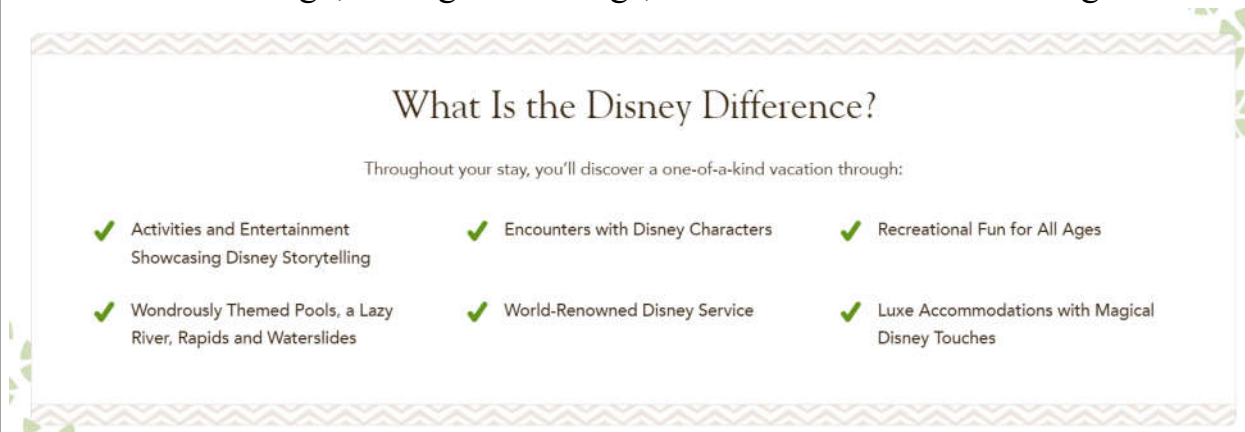 What Is the Disney Difference?
Throughout your stay, you'll discover a one-of-a-kind vacation through:
Activities and Entertainment
Showcasing Disney Storytelling
Encounters with Disney Characters
Recreational Fun for All Ages
Wondrously Themed Pools, a Lazy
River, Rapids and Waterslides
World-Renowned Disney Service
Luxe Accommodations with Magical
Disney Touches